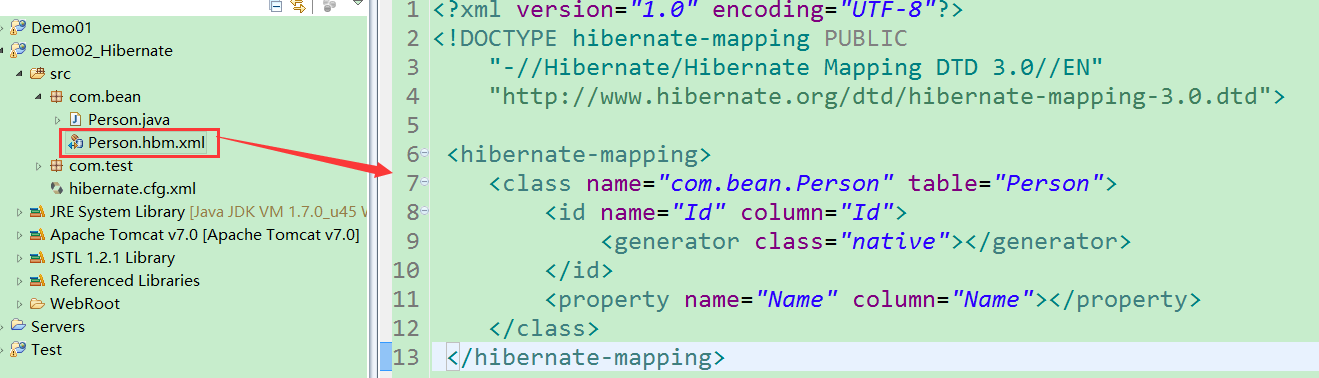 Demo01
Demo02_Hibernate
src
com.bean
Person.java
Person.hbm.xml
com.test
hibernate.cfg.xml
JRE System Library [Java JDK VM 1.7.0_u45 W
Apache Tomcat v7.0 [Apache Tomcat v7.0]
JSTL 1.2.1 Library
Referenced Libraries
WebRoot
Servers
Test
1 <?xml version="1.0" encoding="UTF-8"?>
2 <!DOCTYPE hibernate-mapping PUBLIC
3 "-//Hibernate/Hibernate Mapping DTD 3.0//EN"
4 "http://www.hibernate.org/dtd/hibernate-mapping-3.0.dtd">
5
6 <hibernate-mapping>
7 <class name="com.bean.Person" table="Person">
8 <id name="Id" column="Id">
9 <generator class="native"></generator>
10 </id>
11 <property name="Name" column="Name"></property>
12 </class>
13 </hibernate-mapping>